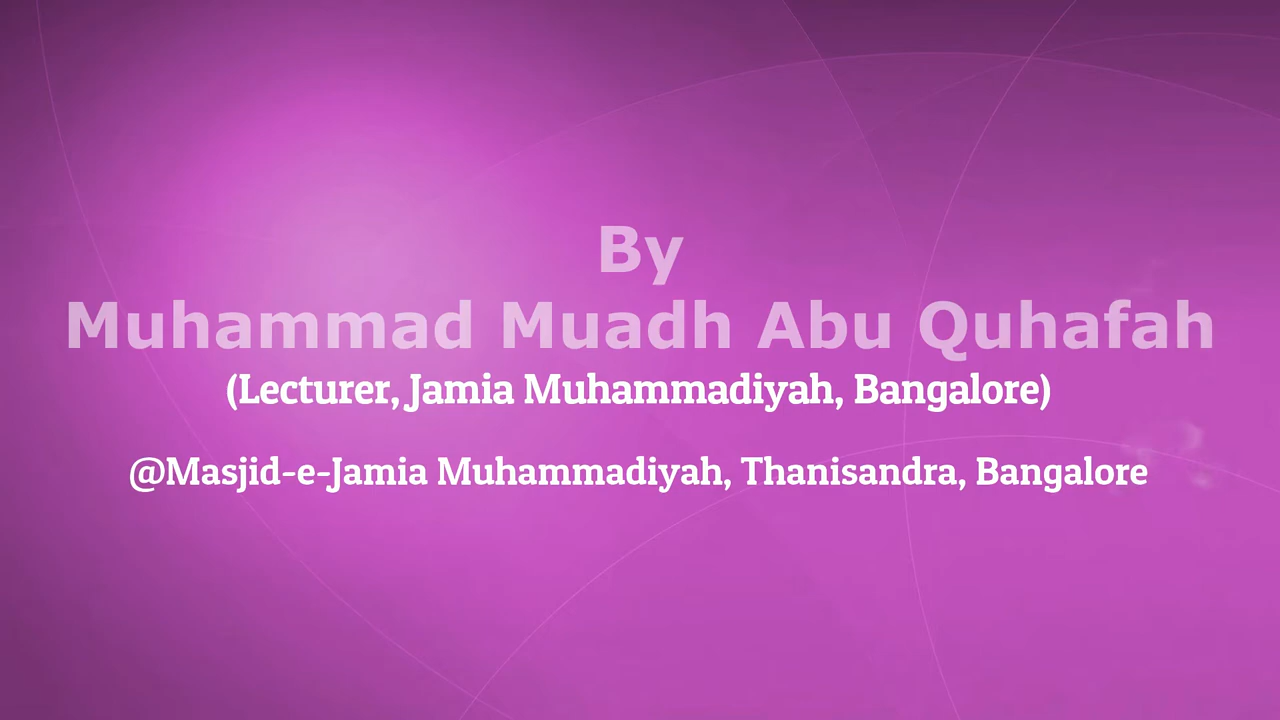 By
Muhammad Muadh Abu Quhafah
(Lecturer, Jamia Muhammadiyah, Bangalore)
@Masjid-e-Jamia Muhammadiyah, Thanisandra, Bangalore